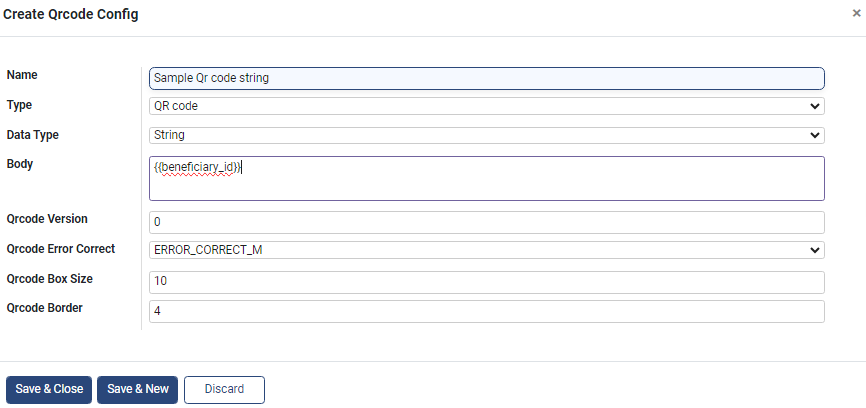 Create Qrcode Config ×
Name Sample Qr code string
Type QR code
Data Type String
Body {{beneficiary_id}}
Qrcode Version 0
Qrcode Error Correct ERROR_CORRECT_M
Qrcode Box Size 10
Qrcode Border 4
Save & Close Save & New Discard